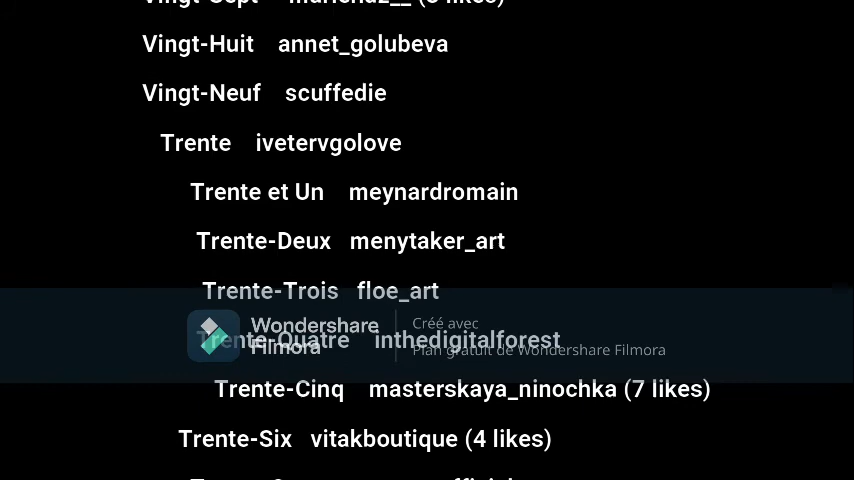 Vingt-Huit annet_golubeva
Vingt-Neuf scuffedie
Trente ivetervgolove
Trente et Un meynardromain
Trente-Deux menytaker_art
Trente-Trois floe_art
Trente-Quatre inthedigitalforest
Wondershare
Filmora
Créé avec
Plan gratuit de Wondershare Filmora
Trente-Cinq masterskaya_ninochka (7 likes)
Trente-Six vitakboutique (4 likes)